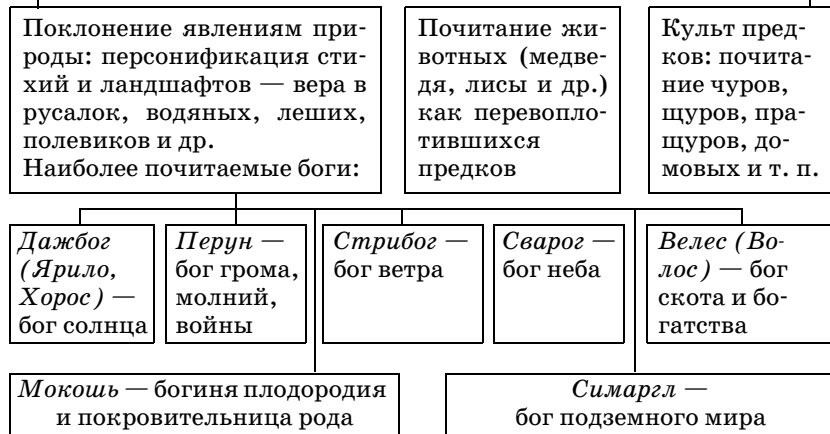 Поклонение явлениям при-
роды: персонификация сти-
хий и ландшафтов — вера в
русалок, водяных, леших,
полевиков и др.
Наиболее почитаемые боги:
Почитание жи-
вотных (медве-
дя, лисы и др.)
как перевопло-
тившихся
предков
Культ пред-
ков: почита-
ние чуров,
щуров, пра-
щуров, до-
мовых и т. п.
Дажбог
(Ярило,
Хорос) —
бог солнца
Перун —
бог грома,
молний,
войны
Стрибог —
бог ветра
Сварог —
бог неба
Велес (Во-
лос) — бог
скота и бо-
гатства
Мокошь — богиня плодородия
и покровительница рода
Симаргл —
бог подземного мира